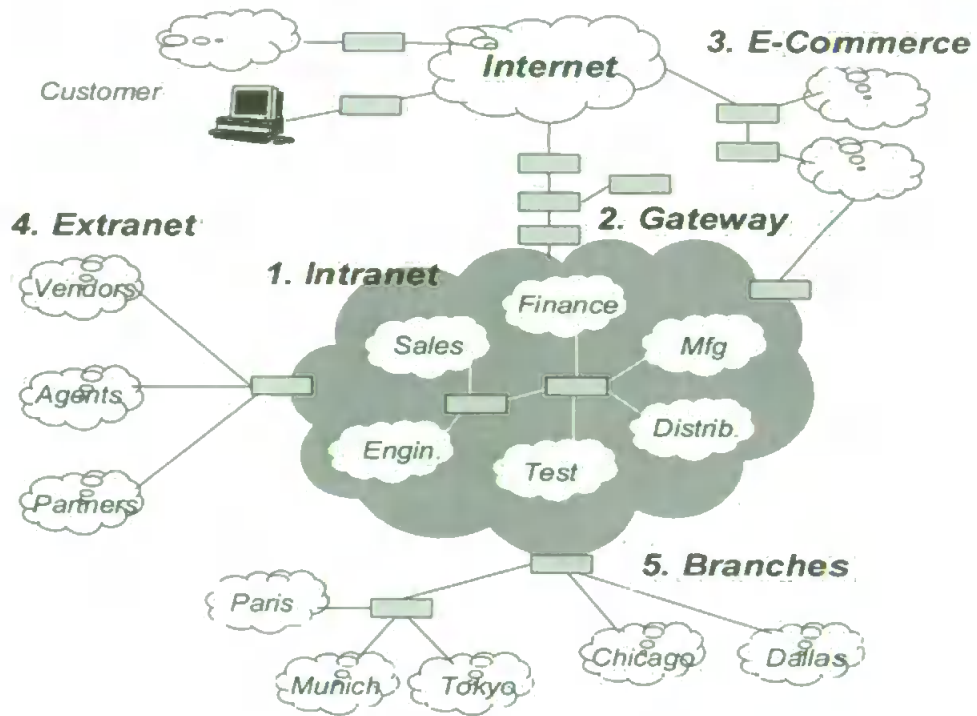 3. E-Commerce
Internet
Customer
4. Extranet
2. Gateway
1. Intranet
Vendors
Finance
Sales
Mfg
Agents
Distrib.
Engin.
Test
Partners
5. Branches
Paris
Chicago
Dallas
Munich
Tokyo